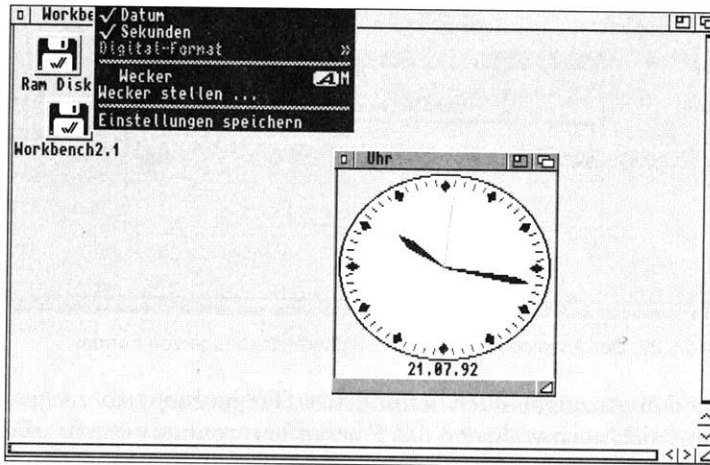 Workbe
✓ Datum
✓ Sekunden
Digital-Format »
Wecker A M
Wecker stellen ...
Einstellungen speichern
Ram Disk
Workbench2.1
Uhr
21.07.92